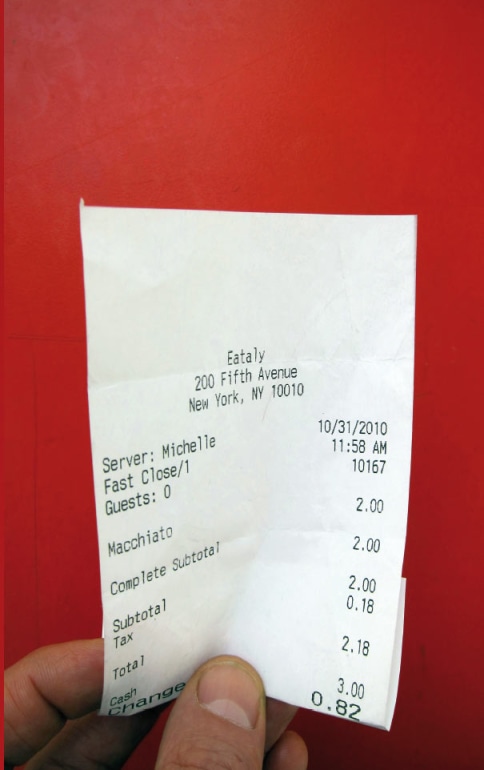 Eataly
200 Fifth Avenue
New York, NY 10010
10/31/2010
Server: Michelle 11:58 AM
Fast Close/1 10167
Guests: 0
Macchiato 2.00
Complete Subtotal 2.00
Subtotal 2.00
Tax 0.18
Total 2.18
Cash 3.00
Change 0.82